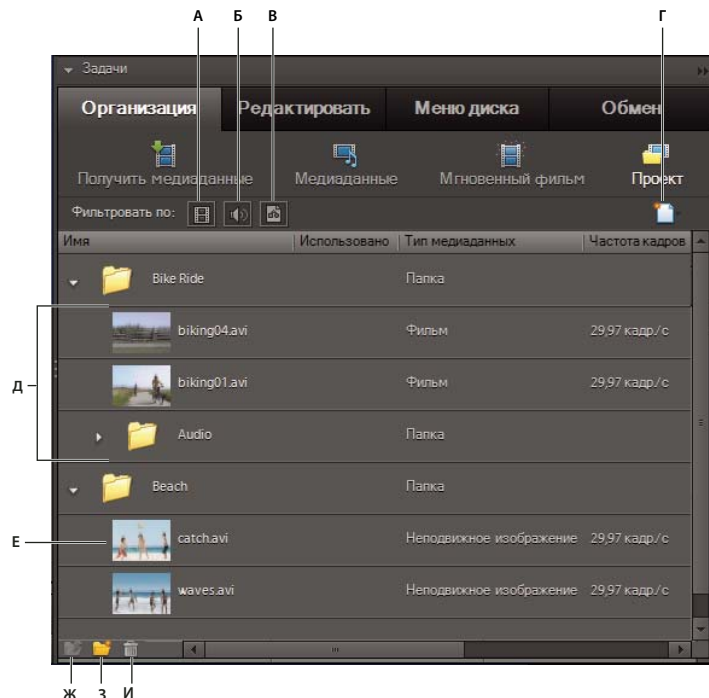 А Б В Г
Задачи
Организация Редактировать Меню диска Обмен
Получить медиаданные Медиаданные Мгновенный фильм Проект
Фильтровать по:
Имя Использовано Тип медиаданных Частота кадров
Bike Ride Папка
biking04.avi Фильм 29,97 кадр./с
Д
biking01.avi Фильм 29,97 кадр./с
Audio Папка
Beach Папка
Е catch.avi Неподвижное изображение 29,97 кадр./с
waves.avi Неподвижное изображение 29,97 кадр./с
Ж З И